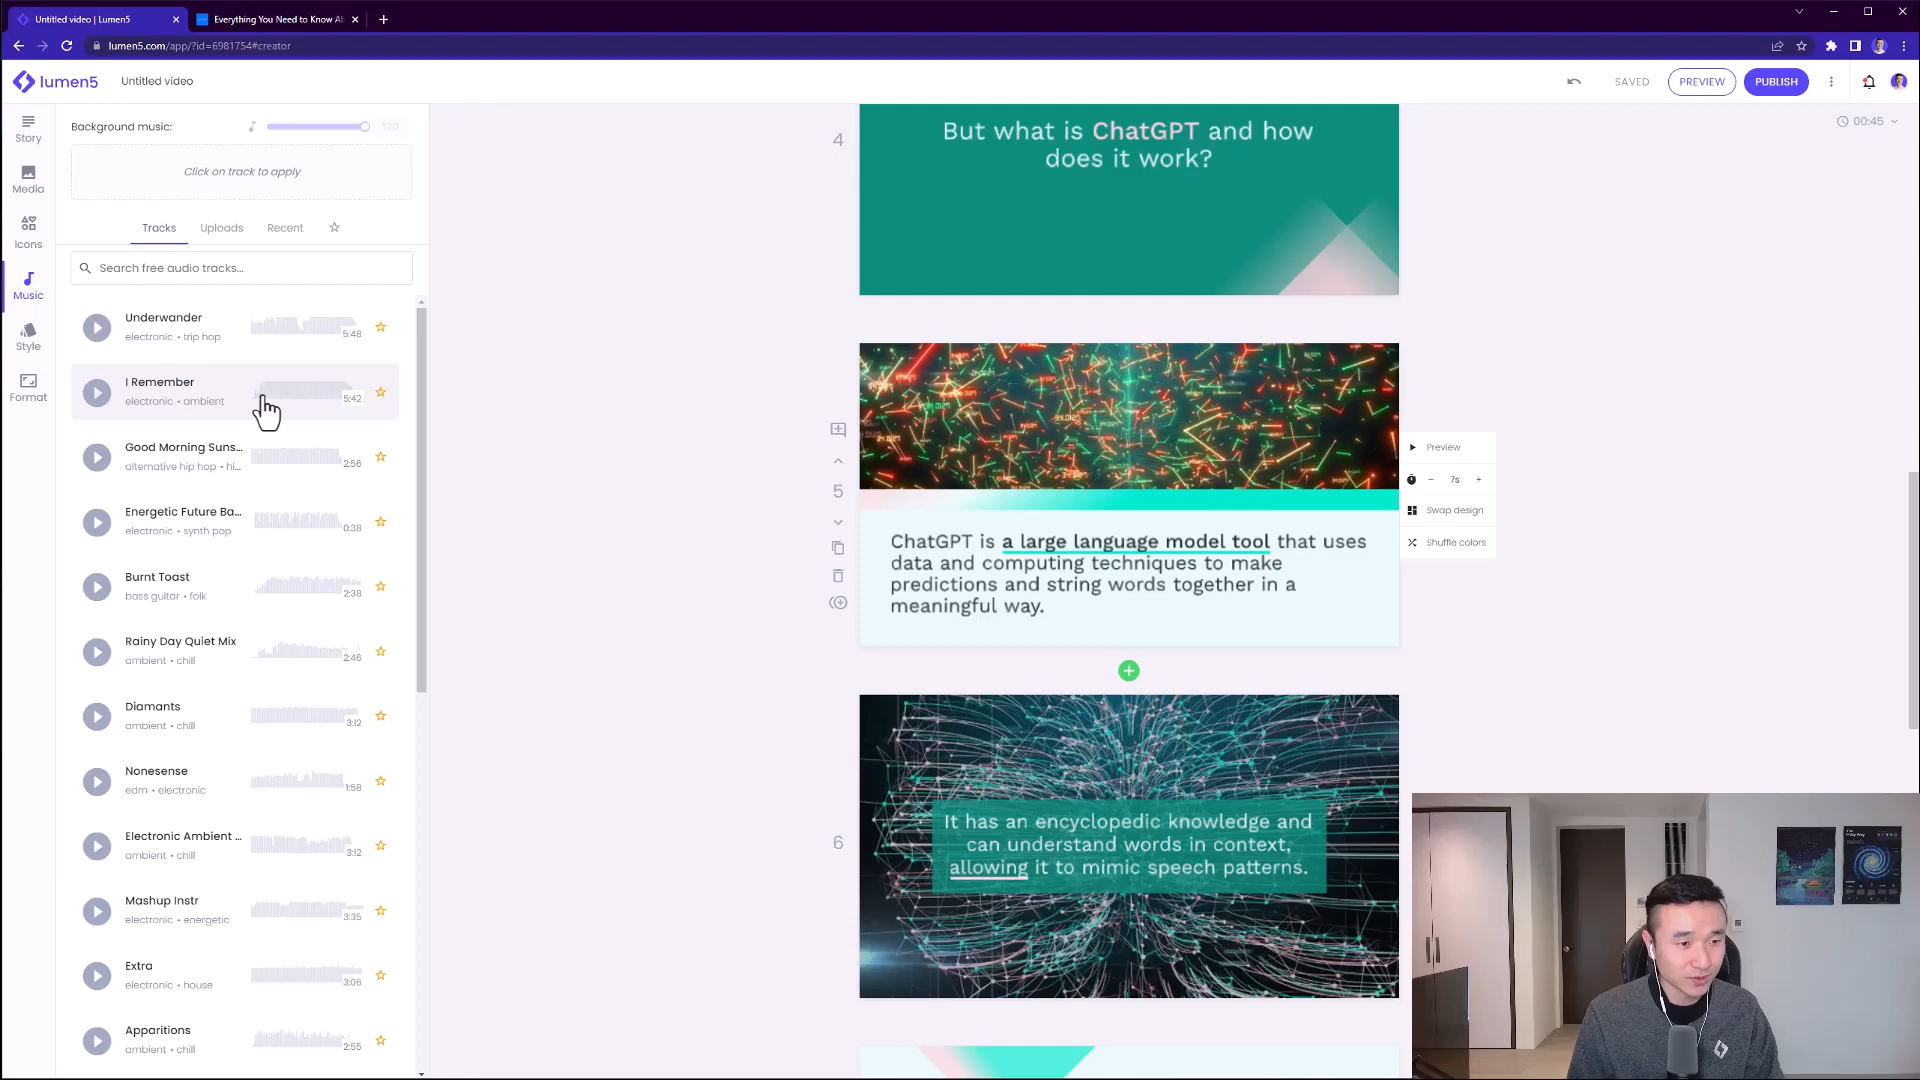 Untitled video | Lumen5
Everything You Need to Know Ab
lumen5.com/app/?id=6981754#creator
lumen5
Untitled video
SAVED
PREVIEW
PUBLISH
Story
Media
Icons
Music
Style
Format
Background music:
100
Click on track to apply
Tracks
Uploads
Recent
Search free audio tracks...
Underwander
electronic • trip hop
5:48
I Remember
electronic • ambient
5:42
Good Morning Suns...
alternative hip hop • hi...
2:56
Energetic Future Ba...
electronic • synth pop
0:38
Burnt Toast
bass guitar • folk
2:38
Rainy Day Quiet Mix
ambient • chill
2:46
Diamants
ambient • chill
3:12
Nonesense
edm • electronic
1:58
Electronic Ambient ...
ambient • chill
3:12
Mashup Instr
electronic • energetic
3:35
Extra
electronic • house
3:06
Apparitions
ambient • chill
2:55
00:45
4
But what is ChatGPT and how
does it work?
5
ChatGPT is a large language model tool that uses
data and computing techniques to make
predictions and string words together in a
meaningful way.
Preview
7s
Swap design
Shuffle colors
6
It has an encyclopedic knowledge and
can understand words in context,
allowing it to mimic speech patterns.